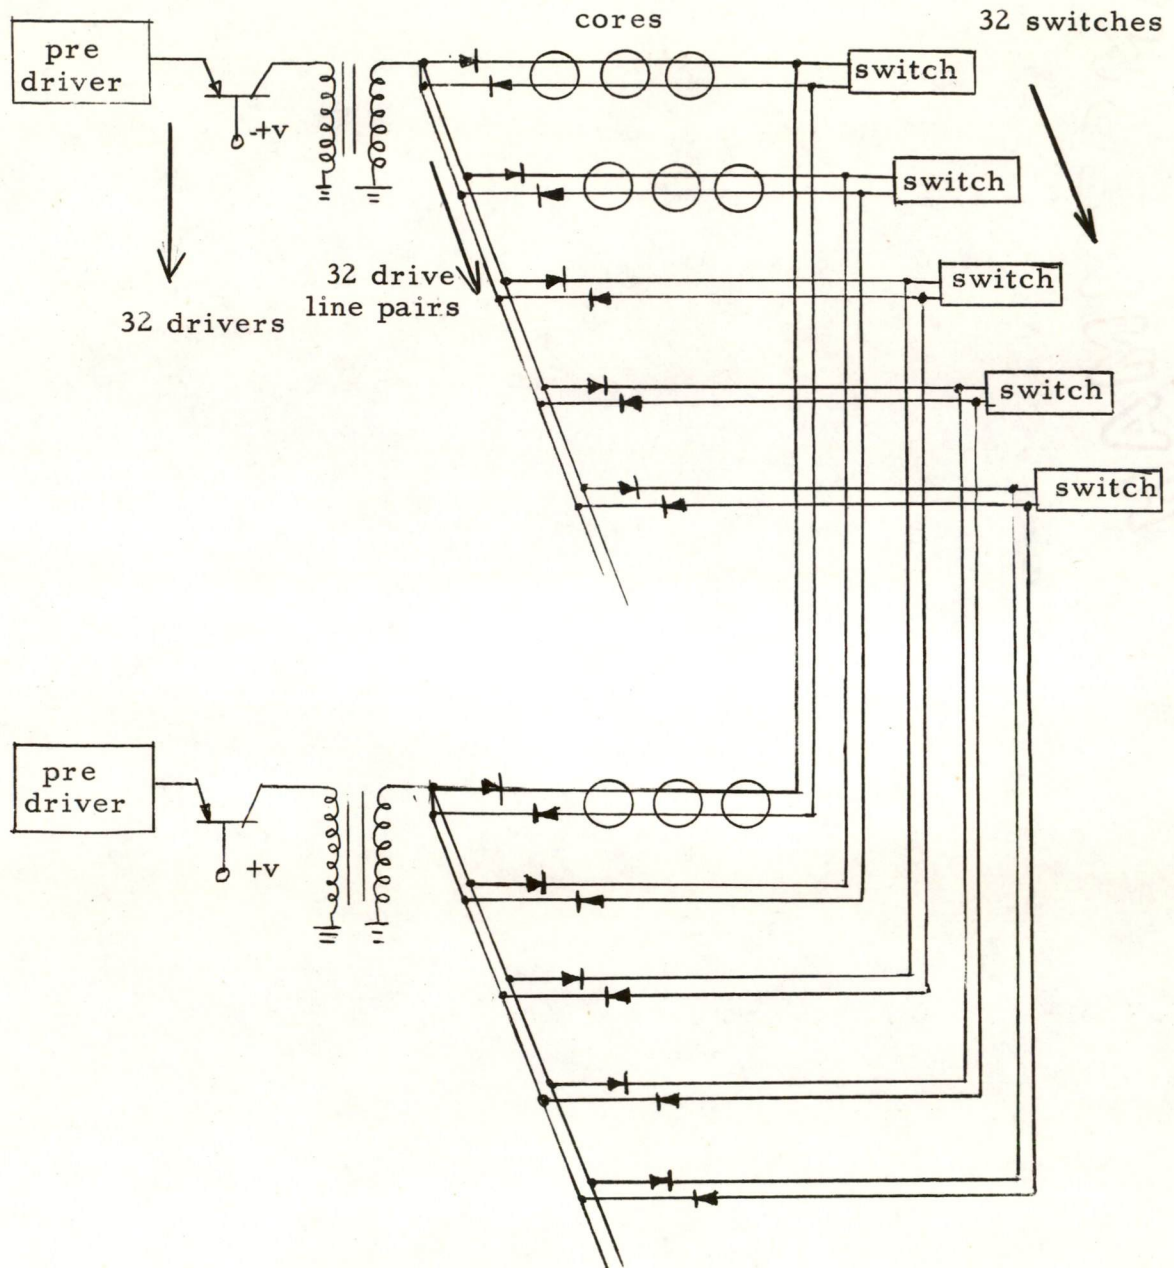 cores
32 switches
pre
driver
+v
switch
switch
32 drive
line pairs
32 drivers
switch
switch
switch
pre
driver
+v